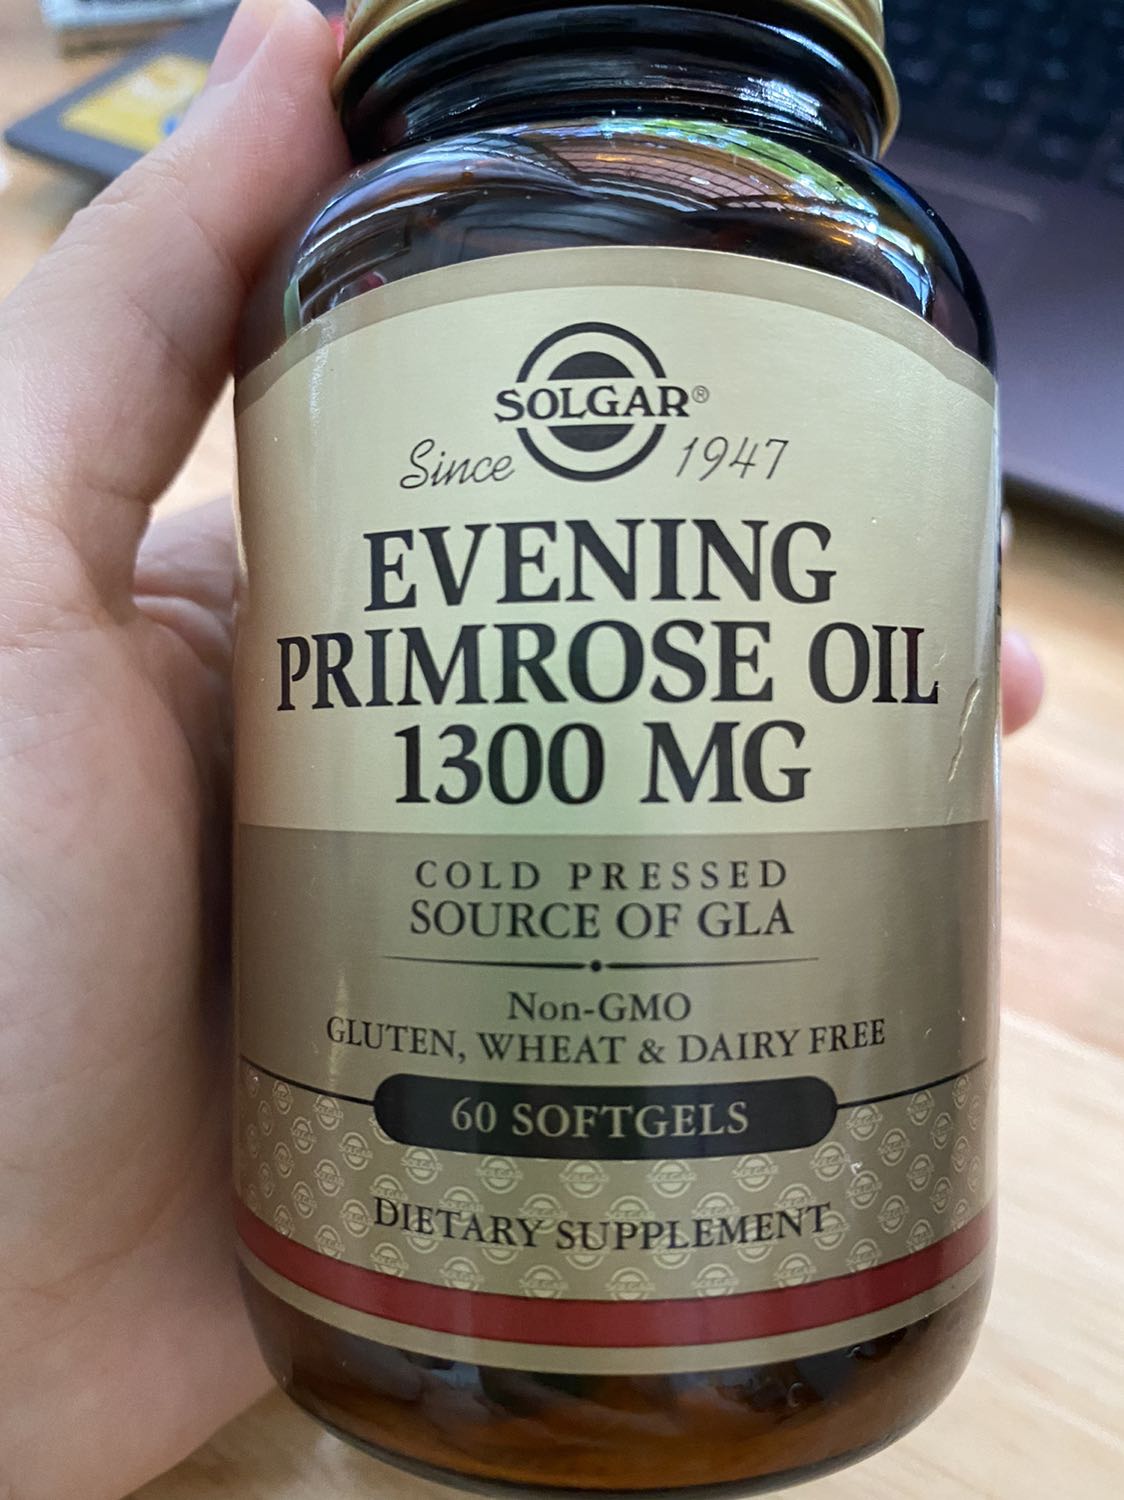 SOLGAR®
Since 1947
EVENING
PRIMROSE OIL
1300 MG
COLD PRESSED
SOURCE OF GLA
Non-GMO
GLUTEN, WHEAT & DAIRY FREE
60 SOFTGELS
DIETARY SUPPLEMENT